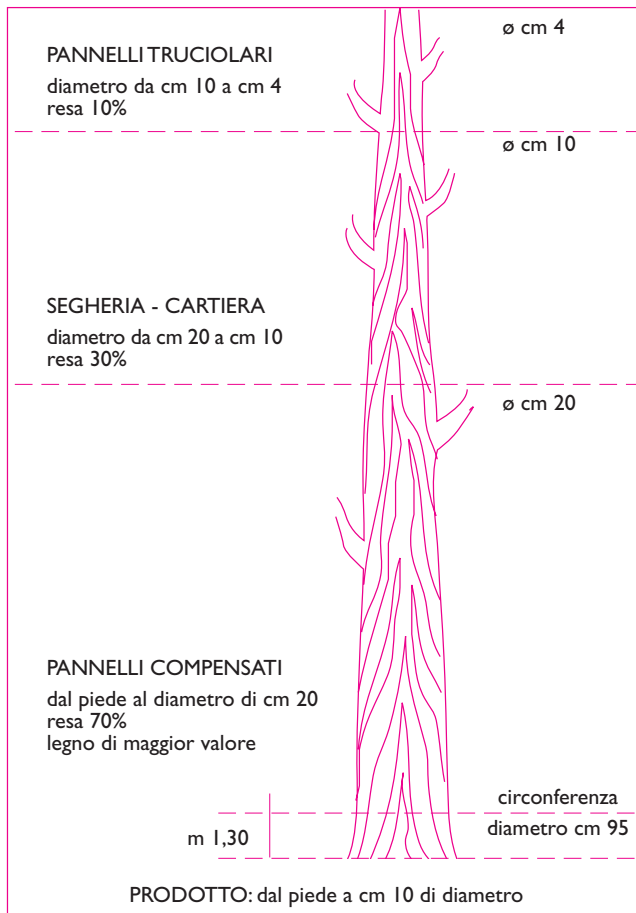 ø cm 4
PANNELLI TRUCIOLARI
diametro da cm 10 a cm 4
resa 10%
ø cm 10
SEGHERIA - CARTIERA
diametro da cm 20 a cm 10
resa 30%
ø cm 20
PANNELLI COMPENSATI
dal piede al diametro di cm 20
resa 70%
legno di maggior valore
circonferenza
diametro cm 95
m 1,30
PRODOTTO: dal piede a cm 10 di diametro